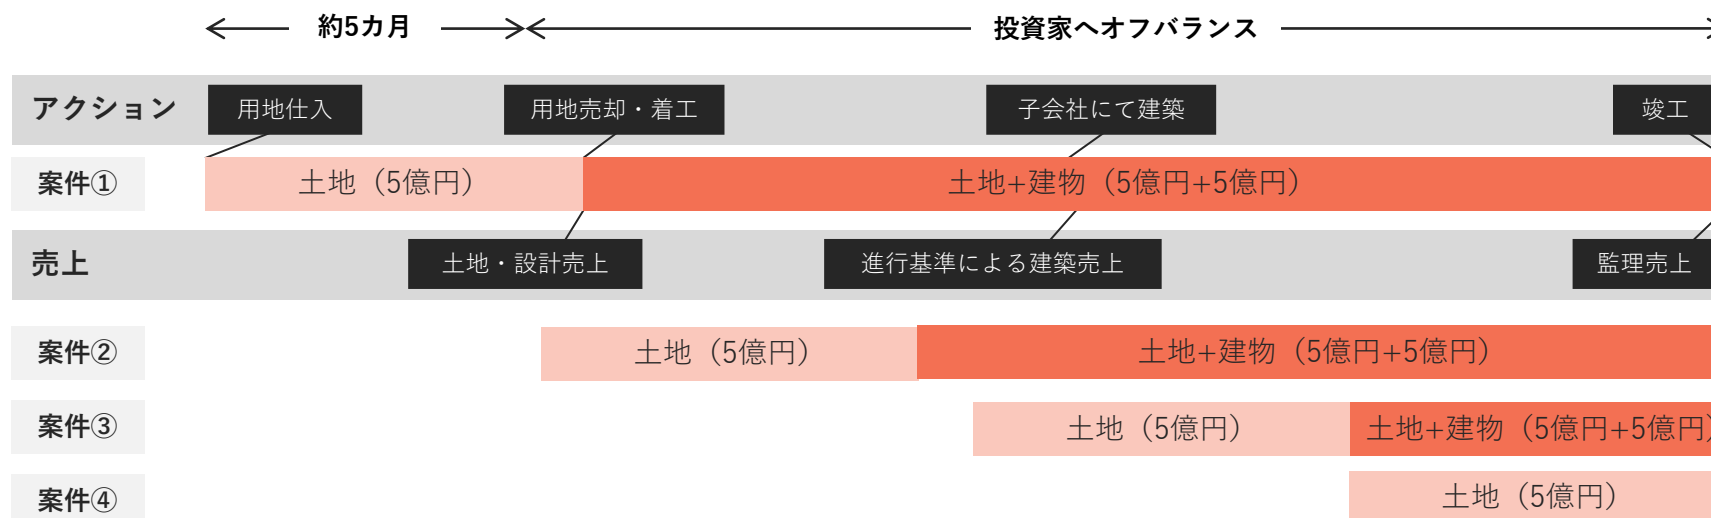 約5カ月
投資家へオフバランス
アクション
用地仕入
用地売却・着工
子会社にて建築
竣工
案件①
土地（5億円）
土地+建物（5億円+5億円）
売上
土地・設計売上
進行基準による建築売上
監理売上
案件②
土地（5億円）
土地+建物（5億円+5億円）
案件③
土地（5億円）
土地+建物（5億円+5億円）
案件④
土地（5億円）